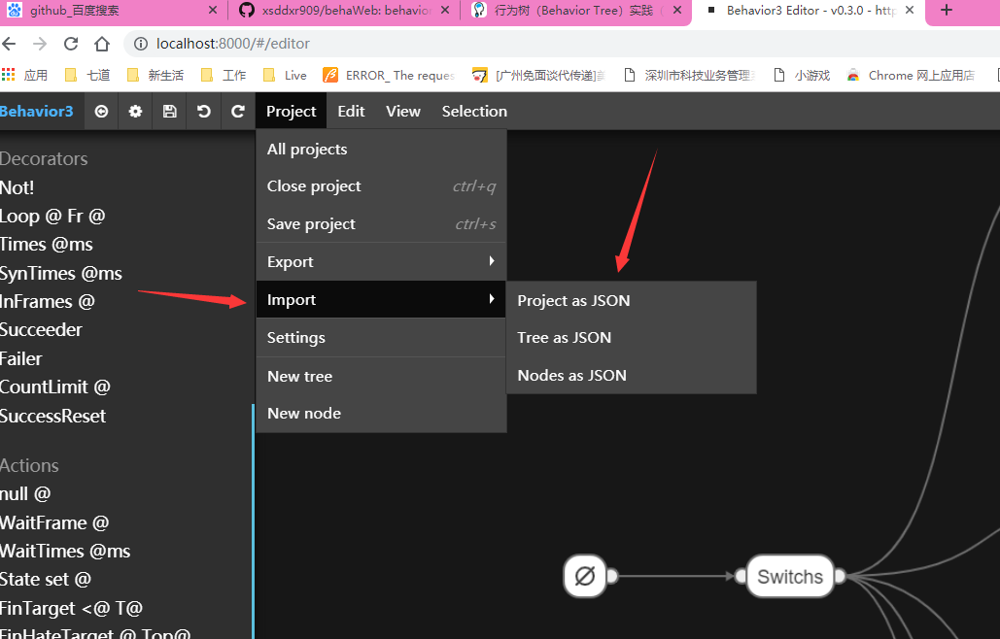 github_百度搜索
xsddxr909/behaWeb: behavio
行为树（Behavior Tree）实践
Behavior3 Editor - v0.3.0 - http
localhost:8000/#/editor
应用
七道
新生活
工作
Live
ERROR_ The reques
[广州免面谈代传递]
深圳市科技业务管理
小游戏
Chrome 网上应用店
Behavior3
Project
Edit
View
Selection
Decorators
Not!
Loop @ Fr @
Times @ms
SynTimes @ms
InFrames @
Succeeder
Failer
CountLimit @
SuccessReset
Actions
null @
WaitFrame @
WaitTimes @ms
State set @
FinTarget <@ T@
FinHateTarget @ Top@
All projects
Close project ctrl+q
Save project ctrl+s
Export
Import
Settings
New tree
New node
Project as JSON
Tree as JSON
Nodes as JSON
Switchs